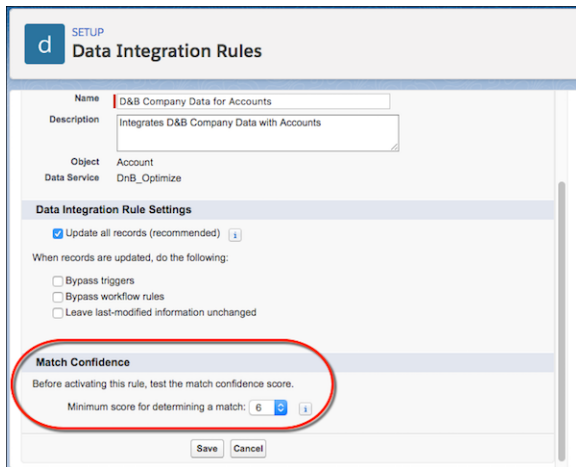 d
SETUP
Data Integration Rules
Name D&B Company Data for Accounts
Description Integrates D&B Company Data with Accounts
Object Account
Data Service DnB_Optimize
Data Integration Rule Settings
Update all records (recommended) i
When records are updated, do the following:
Bypass triggers
Bypass workflow rules
Leave last-modified information unchanged
Match Confidence
Before activating this rule, test the match confidence score.
Minimum score for determining a match: 6 i
Save Cancel